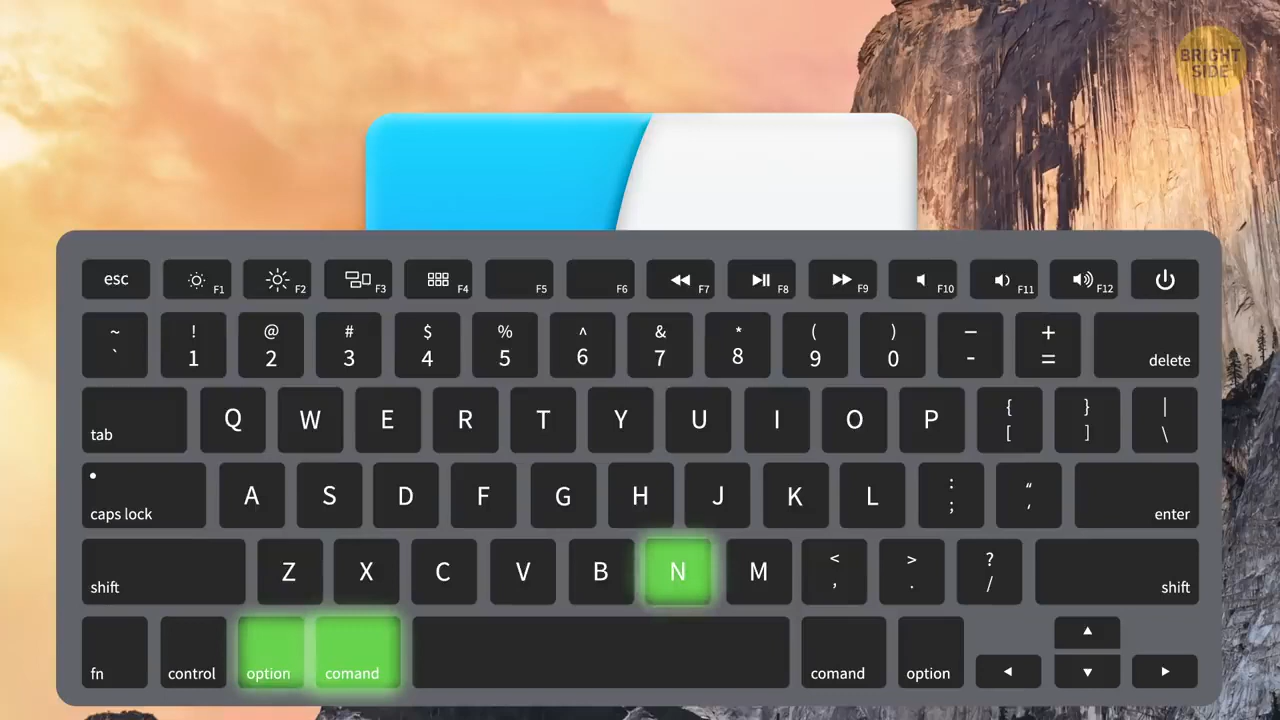 BRIGHT
SIDE
esc F1 F2 F3 F4 F5 F6 F7 F8 F9 F10 F11 F12
~ ! @ # $ % ^ & * ( ) — +
` 1 2 3 4 5 6 7 8 9 0 - = delete
tab Q W E R T Y U I O P { [ } ] | \
caps lock A S D F G H J K L : ; “ , enter
shift Z X C V B N M < , > . ? / shift
fn control option comand comand option